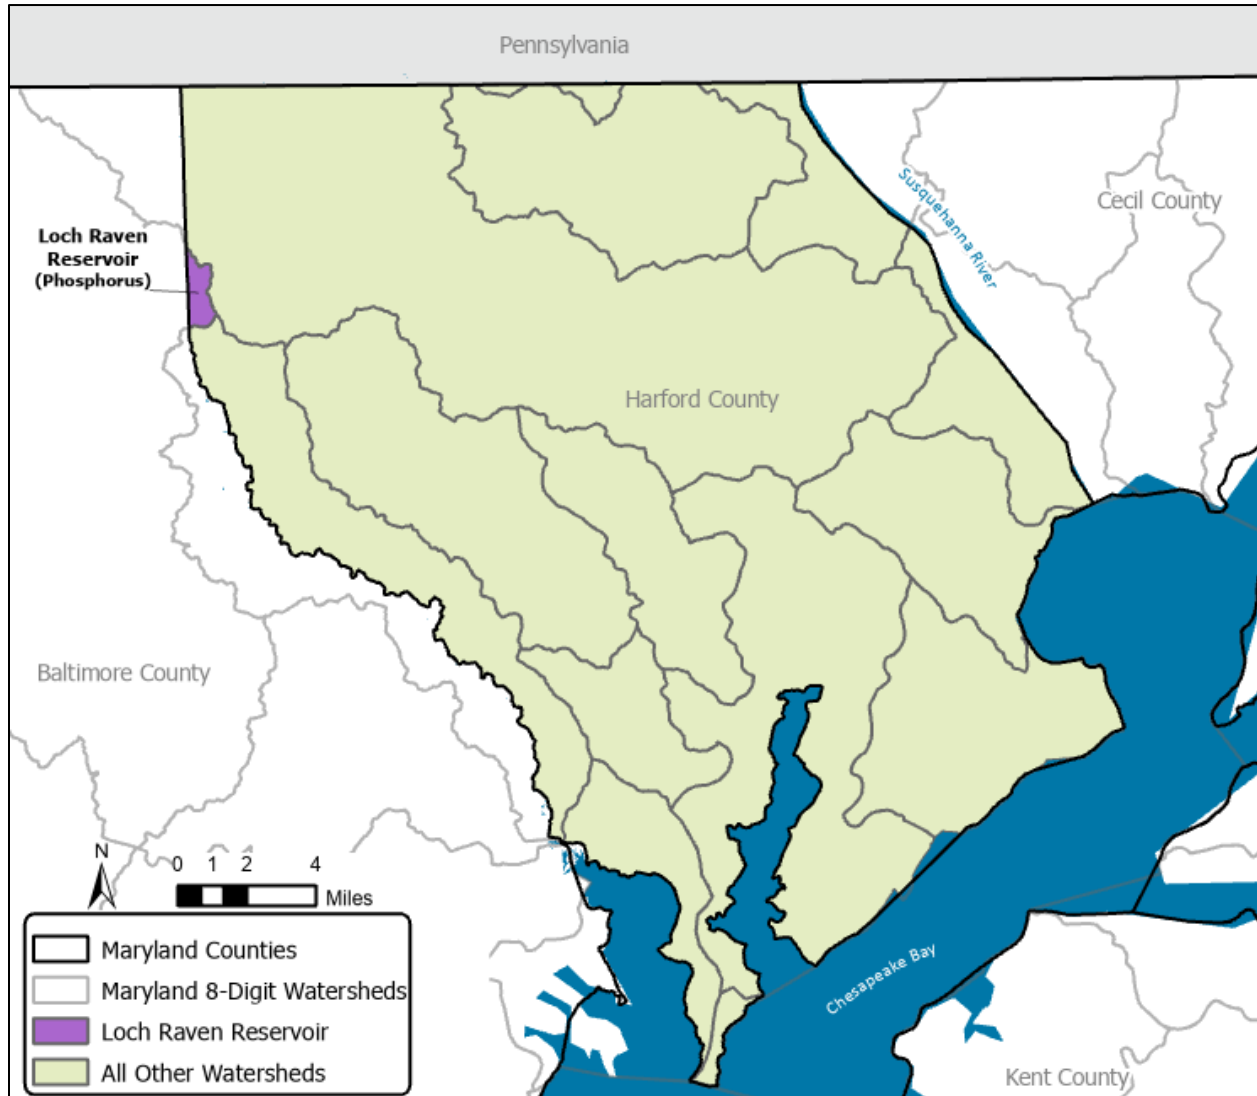 Pennsylvania
Susquehanna River
Cecil County
Loch Raven
Reservoir
(Phosphorus)
Harford County
Baltimore County
N
0 1 2 4
Miles
Maryland Counties
Maryland 8-Digit Watersheds
Loch Raven Reservoir
All Other Watersheds
Chesapeake Bay
Kent County